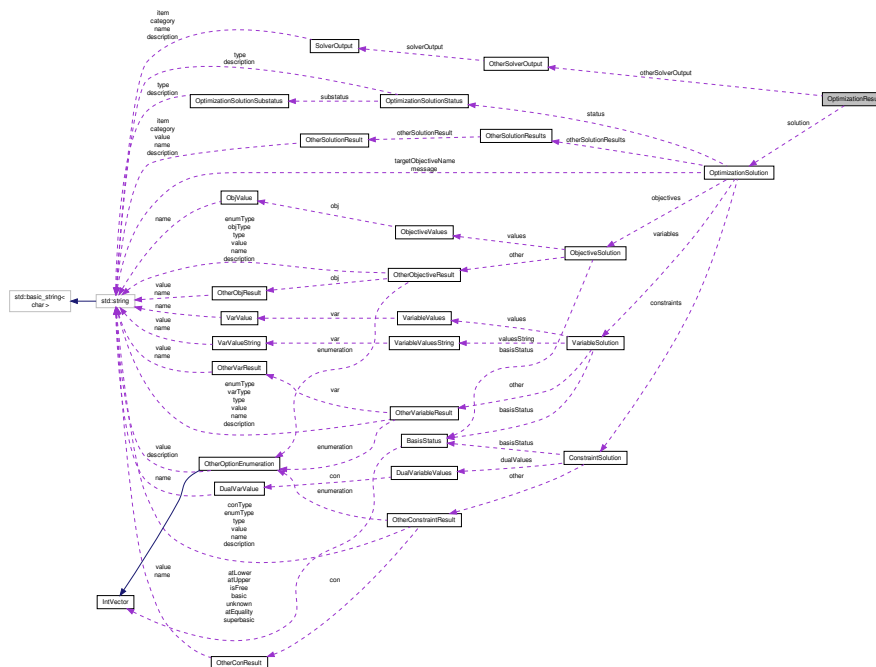 item
category
name
description
SolverOutput
solverOutput
OtherSolverOutput
otherSolverOutput
OptimizationResu
type
description
type
description
OptimizationSolutionSubstatus
substatus
OptimizationSolutionStatus
status
solution
item
category
value
name
description
OtherSolutionResult
otherSolutionResult
OtherSolutionResults
otherSolutionResults
targetObjectiveName
message
OptimizationSolution
name
ObjValue
obj
ObjectiveValues
values
objectives
variables
constraints
enumType
objType
type
value
name
description
ObjectiveSolution
other
OtherObjectiveResult
obj
value
name
OtherObjResult
std::basic_string<
char >
std::string
name
VarValue
var
VariableValues
values
value
name
VarValueString
var
VariableValuesString
valuesString
VariableSolution
enumeration
basisStatus
value
name
OtherVarResult
var
other
enumType
varType
type
value
name
description
OtherVariableResult
basisStatus
enumeration
BasisStatus
basisStatus
ConstraintSolution
value
description
OtherOptionEnumeration
con
DualVariableValues
dualValues
name
DualVarValue
enumeration
other
OtherConstraintResult
conType
enumType
type
value
name
description
value
name
con
atLower
atUpper
isFree
basic
unknown
atEquality
superbasic
IntVector
OtherConResult